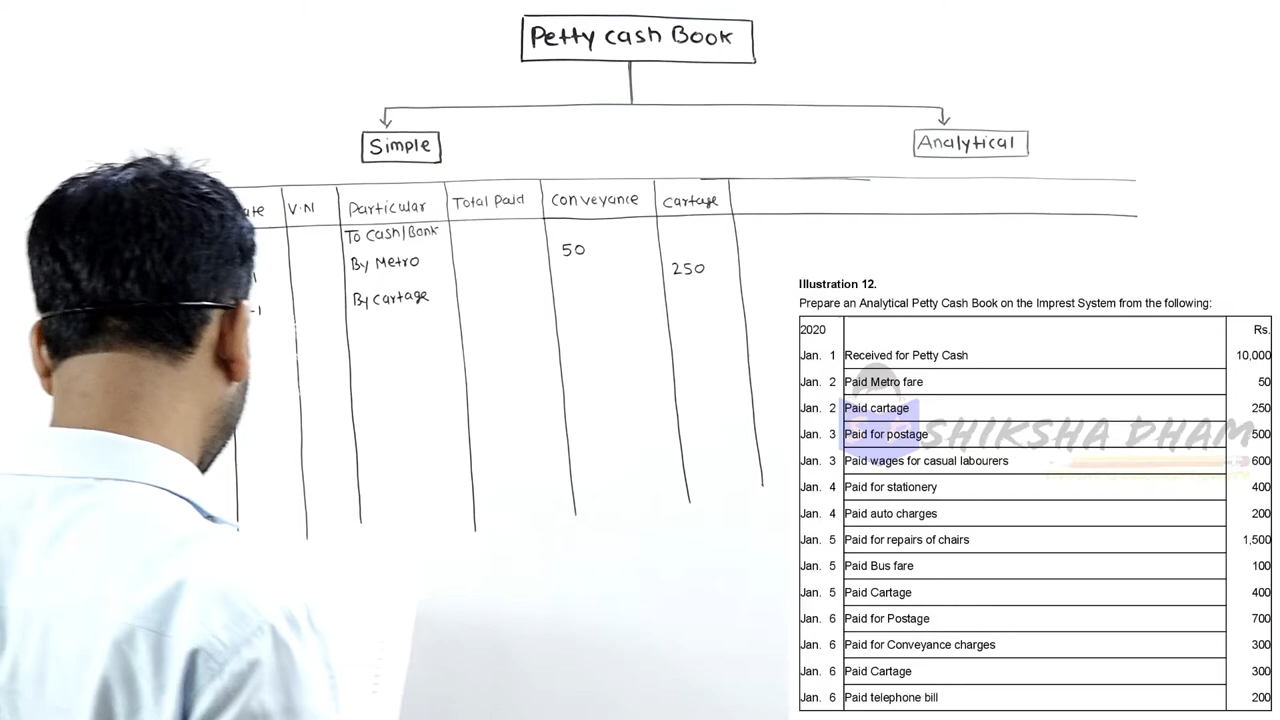 Petty cash Book
Simple
Analytical
ate V.N Particular Total Paid Conveyance Cartage
To Cash/Bank
By Metro 50
1
By Cartage 250
-1
Illustration 12.
Prepare an Analytical Petty Cash Book on the Imprest System from the following:
2020 Rs.
Jan. 1 Received for Petty Cash 10,000
Jan. 2 Paid Metro fare 50
Jan. 2 Paid cartage 250
Jan. 3 Paid for postage 500
SHIKSHA DHAM
Jan. 3 Paid wages for casual labourers 600
Jan. 4 Paid for stationery 400
Jan. 4 Paid auto charges 200
Jan. 5 Paid for repairs of chairs 1,500
Jan. 5 Paid Bus fare 100
Jan. 5 Paid Cartage 400
Jan. 6 Paid for Postage 700
Jan. 6 Paid for Conveyance charges 300
Jan. 6 Paid Cartage 300
Jan. 6 Paid telephone bill 200